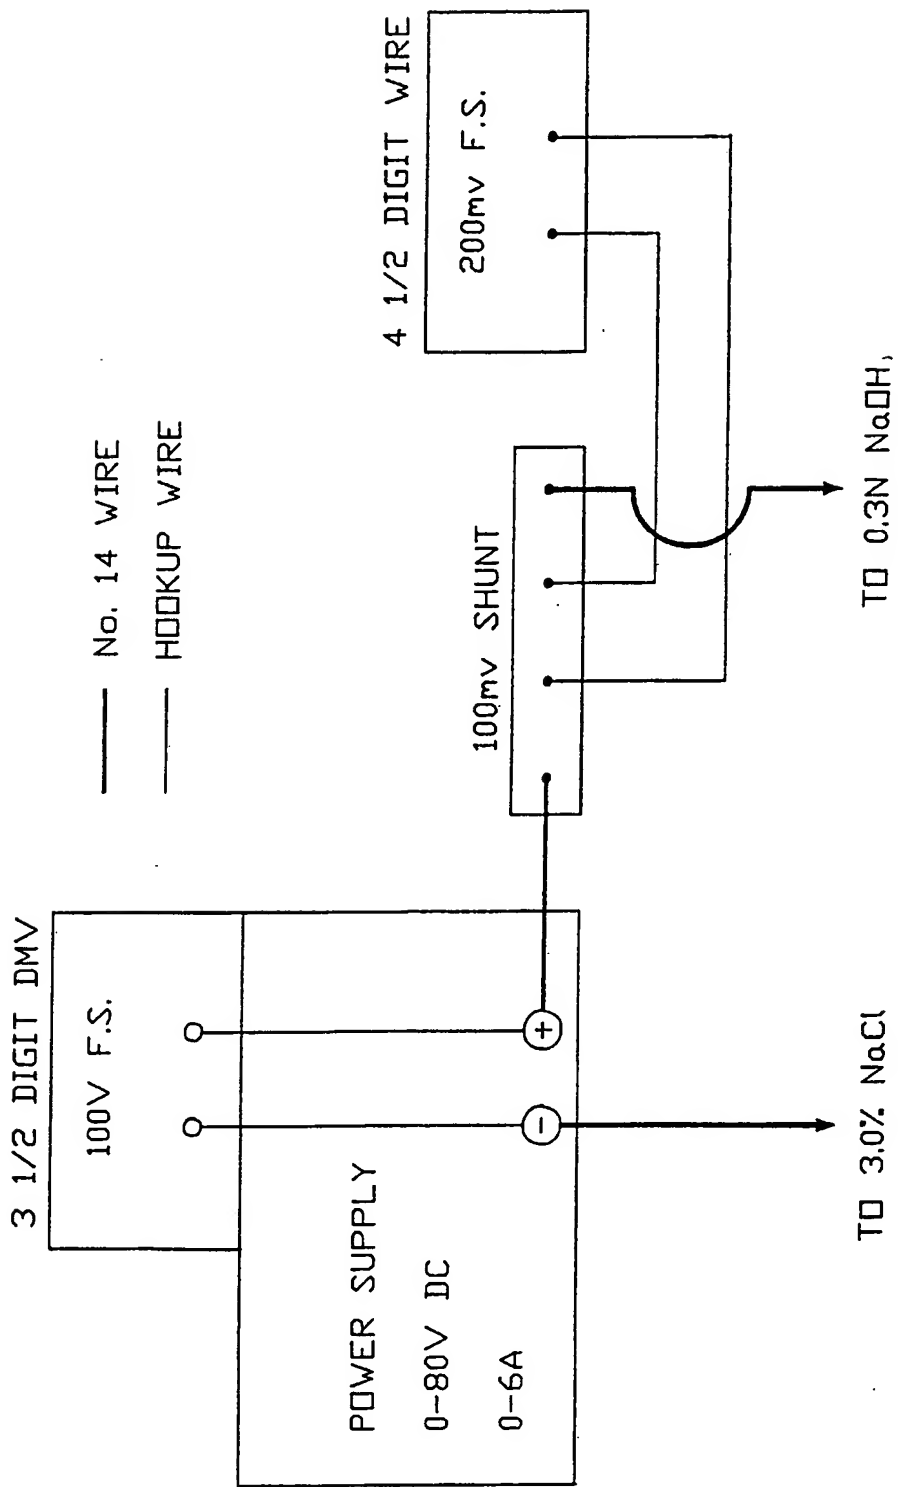 3 1/2 DIGIT DMV
100V F.S.
POWER SUPPLY
0-80V DC
0-6A
+
-
TO 3.0% NaCl
No. 14 WIRE
HOOKUP WIRE
100mv SHUNT
TO 0.3N NaOH,
4 1/2 DIGIT WIRE
200mv F.S.